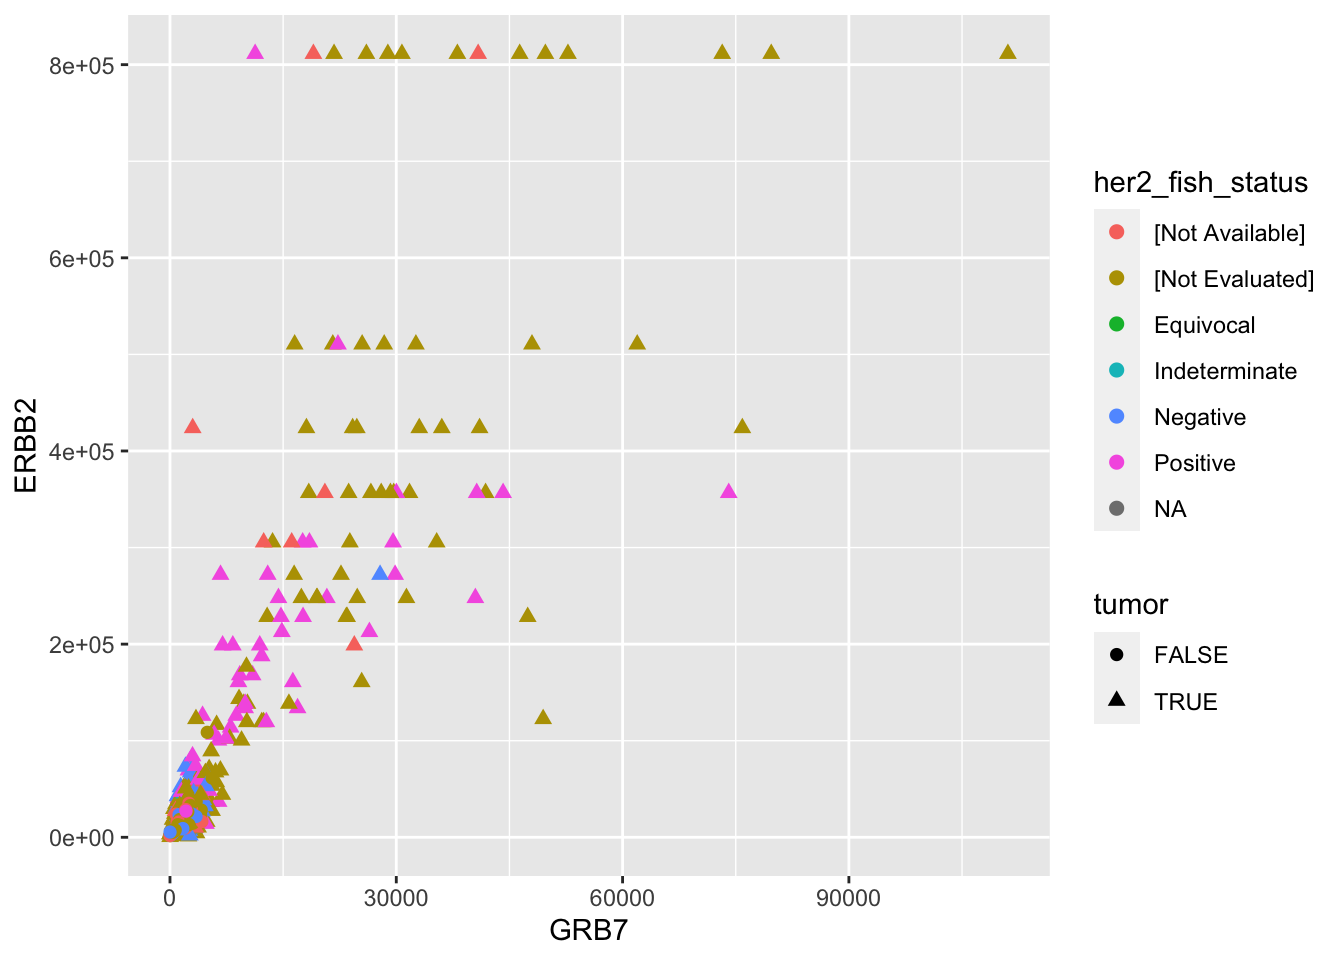 8e+05
6e+05
4e+05
2e+05
0e+00
ERBB2
0
30000
60000
90000
GRB7
her2_fish_status
[Not Available]
[Not Evaluated]
Equivocal
Indeterminate
Negative
Positive
NA
tumor
FALSE
TRUE